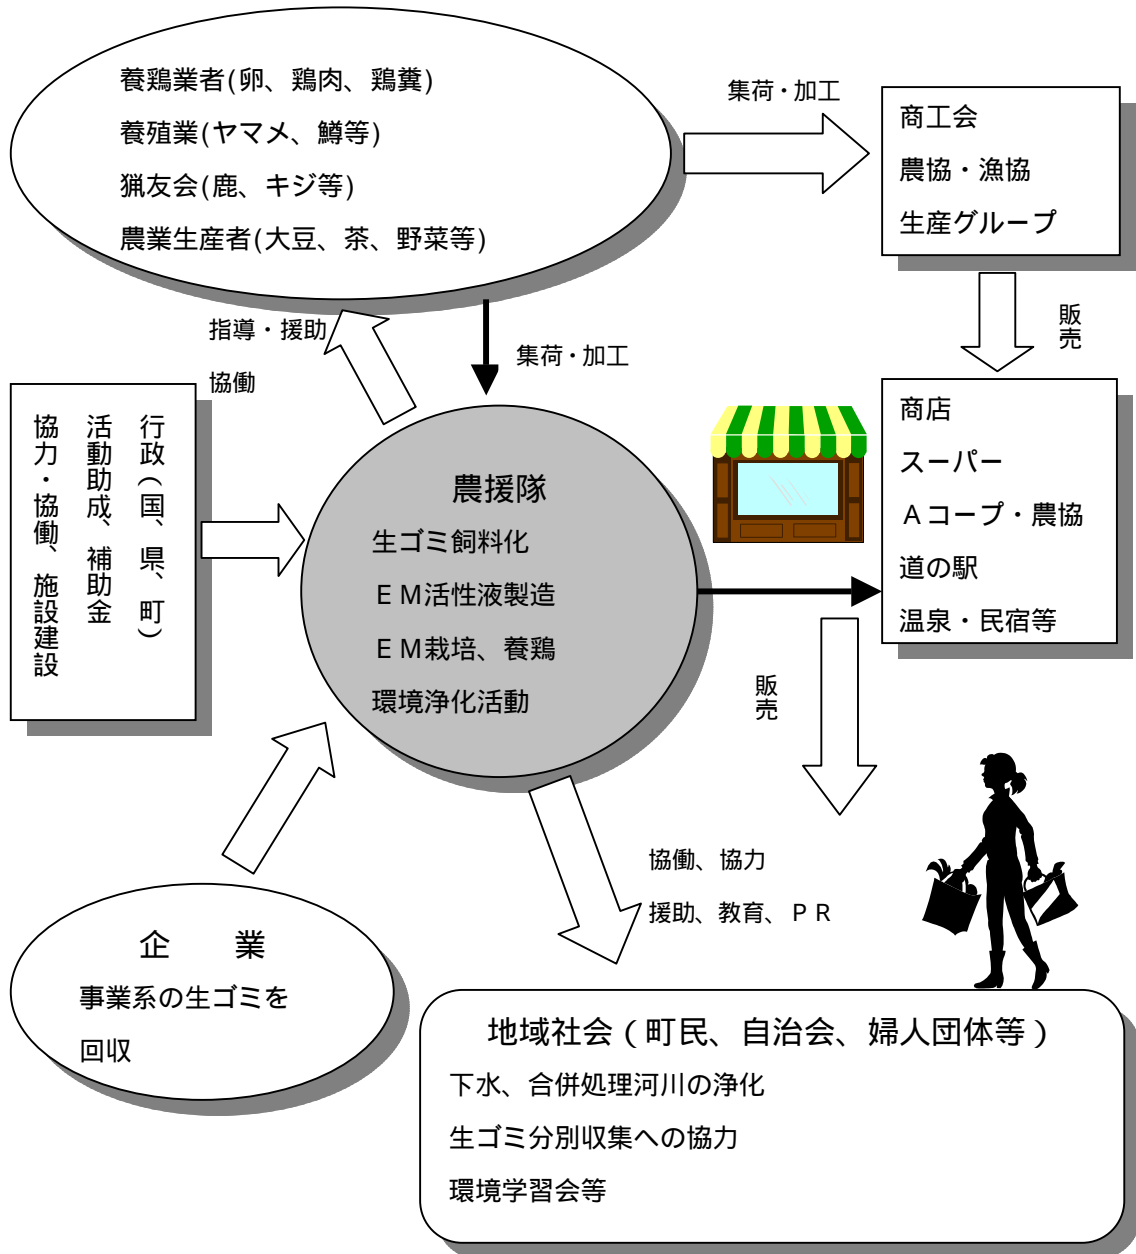 養鶏業者(卵、鶏肉、鶏糞)
養殖業(ヤマメ、鱒等)
猟友会(鹿、キジ等)
農業生産者(大豆、茶、野菜等)
集荷・加工
商工会
農協・漁協
生産グループ
販売
指導・援助
協働
集荷・加工
行政(国、県、町)
活動助成、補助金
協力・協働、施設建設
農援隊
生ゴミ飼料化
ＥＭ活性液製造
ＥＭ栽培、養鶏
環境浄化活動
商店
スーパー
Ａコープ・農協
道の駅
温泉・民宿等
販売
協働、協力
援助、教育、ＰＲ
企　業
事業系の生ゴミを
回収
地域社会（町民、自治会、婦人団体等）
下水、合併処理河川の浄化
生ゴミ分別収集への協力
環境学習会等